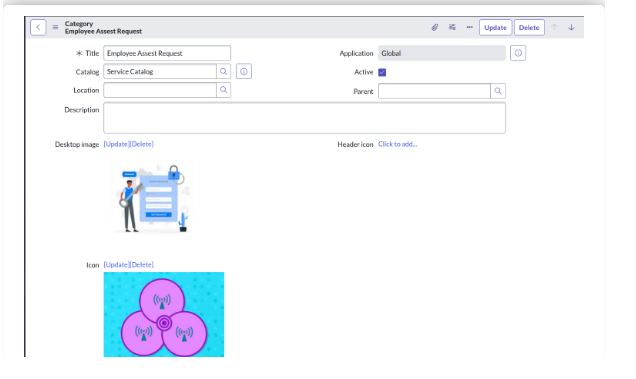 Category
Employee Assest Request
Update
Delete
Title
Employee Assest Request
Application
Global
Catalog
Service Catalog
Active
Location
Parent
Description
Desktop image
[Update][Delete]
Header icon
Click to add...
Icon
[Update][Delete]